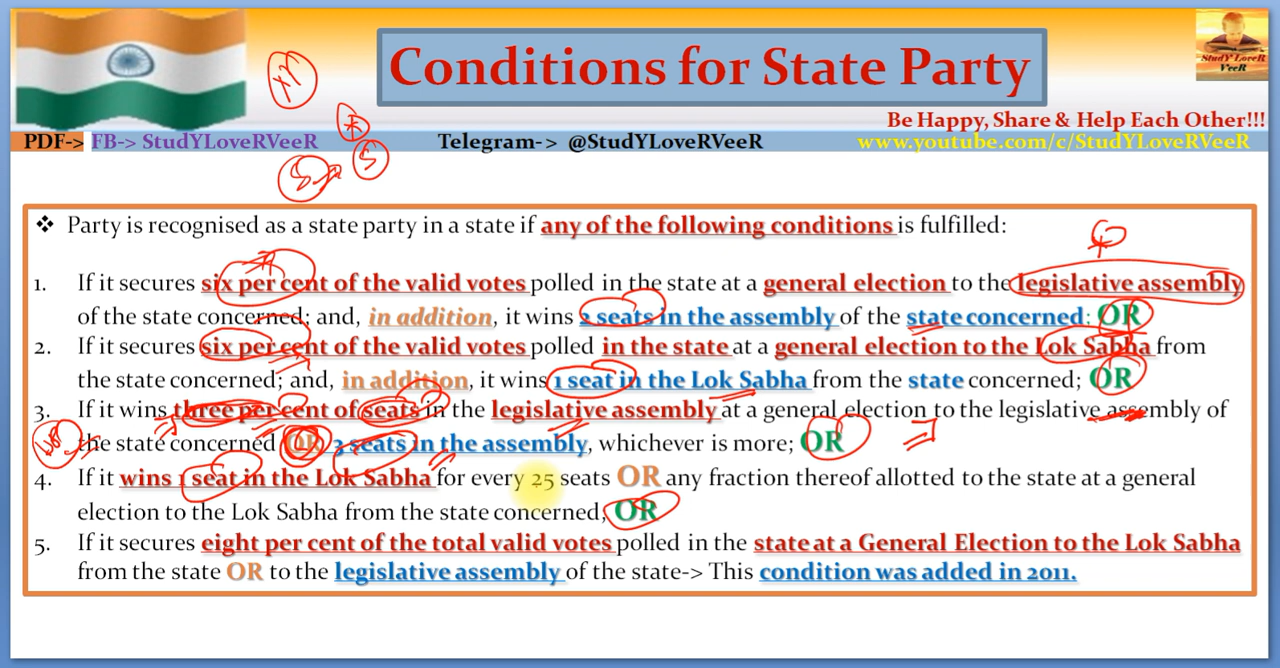 Conditions for State Party
StudY LoveR
VeeR
Be Happy, Share & Help Each Other!!!
PDF-> FB-> StudYLoveRVeeR Telegram-> @StudYLoveRVeeR www.youtube.com/c/StudYLoveRVeeR
❖ Party is recognised as a state party in a state if any of the following conditions is fulfilled:
1. If it secures six per cent of the valid votes polled in the state at a general election to the legislative assembly
of the state concerned; and, in addition, it wins 2 seats in the assembly of the state concerned; OR
2. If it secures six per cent of the valid votes polled in the state at a general election to the Lok Sabha from
the state concerned; and, in addition, it wins 1 seat in the Lok Sabha from the state concerned; OR
3. If it wins three per cent of seats in the legislative assembly at a general election to the legislative assembly of
the state concerned OR 3 seats in the assembly, whichever is more; OR
4. If it wins 1 seat in the Lok Sabha for every 25 seats OR any fraction thereof allotted to the state at a general
election to the Lok Sabha from the state concerned; OR
5. If it secures eight per cent of the total valid votes polled in the state at a General Election to the Lok Sabha
from the state OR to the legislative assembly of the state-> This condition was added in 2011.